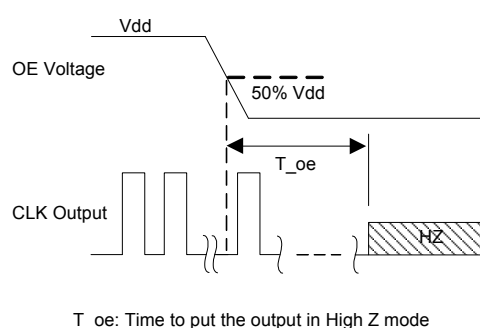 Vdd
OE Voltage
50% Vdd
T_oe
CLK Output
HZ
T_oe: Time to put the output in High Z mode